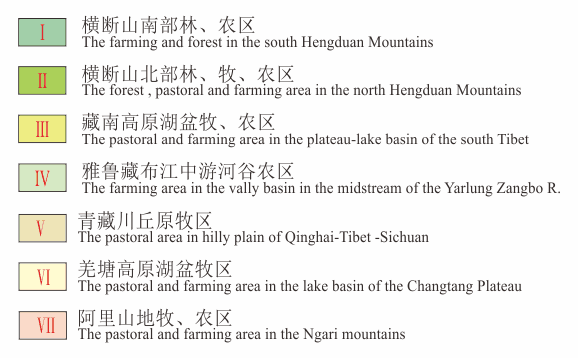 I
横断山南部林、农区
The farming and forest in the south Hengduan Mountains
II
横断山北部林、牧、农区
The forest , pastoral and farming area in the north Hengduan Mountains
III
藏南高原湖盆牧、农区
The pastoral and farming area in the plateau-lake basin of the south Tibet
IV
雅鲁藏布江中游河谷农区
The farming area in the vally basin in the midstream of the Yarlung Zangbo R.
V
青藏川丘原牧区
The pastoral area in hilly plain of Qinghai-Tibet -Sichuan
VI
羌塘高原湖盆牧区
The pastoral and farming area in the lake basin of the Changtang Plateau
VII
阿里山地牧、农区
The pastoral and farming area in the Ngari mountains